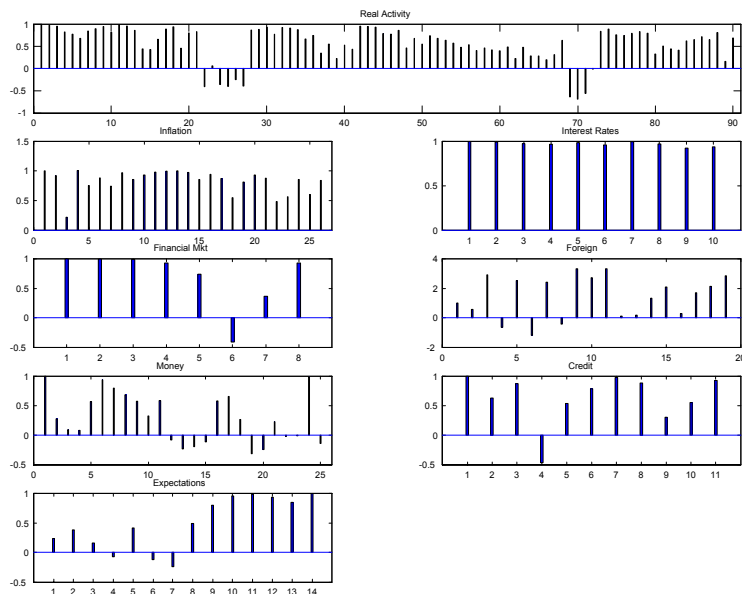 Real Activity
1
0.5
0
-0.5
-1
0 10 20 30 40 50 60 70 80 90
Inflation
1.5
1
0.5
0
0 5 10 15 20 25
Interest Rates
1
0.5
0
1 2 3 4 5 6 7 8 9 10
Financial Mkt
1
0.5
0
-0.5
1 2 3 4 5 6 7 8
Foreign
4
2
0
-2
0 5 10 15 20
Money
1
0.5
0
-0.5
0 5 10 15 20 25
Credit
1
0.5
0
-0.5
1 2 3 4 5 6 7 8 9 10 11
Expectations
1
0.5
0
-0.5
1 2 3 4 5 6 7 8 9 10 11 12 13 14